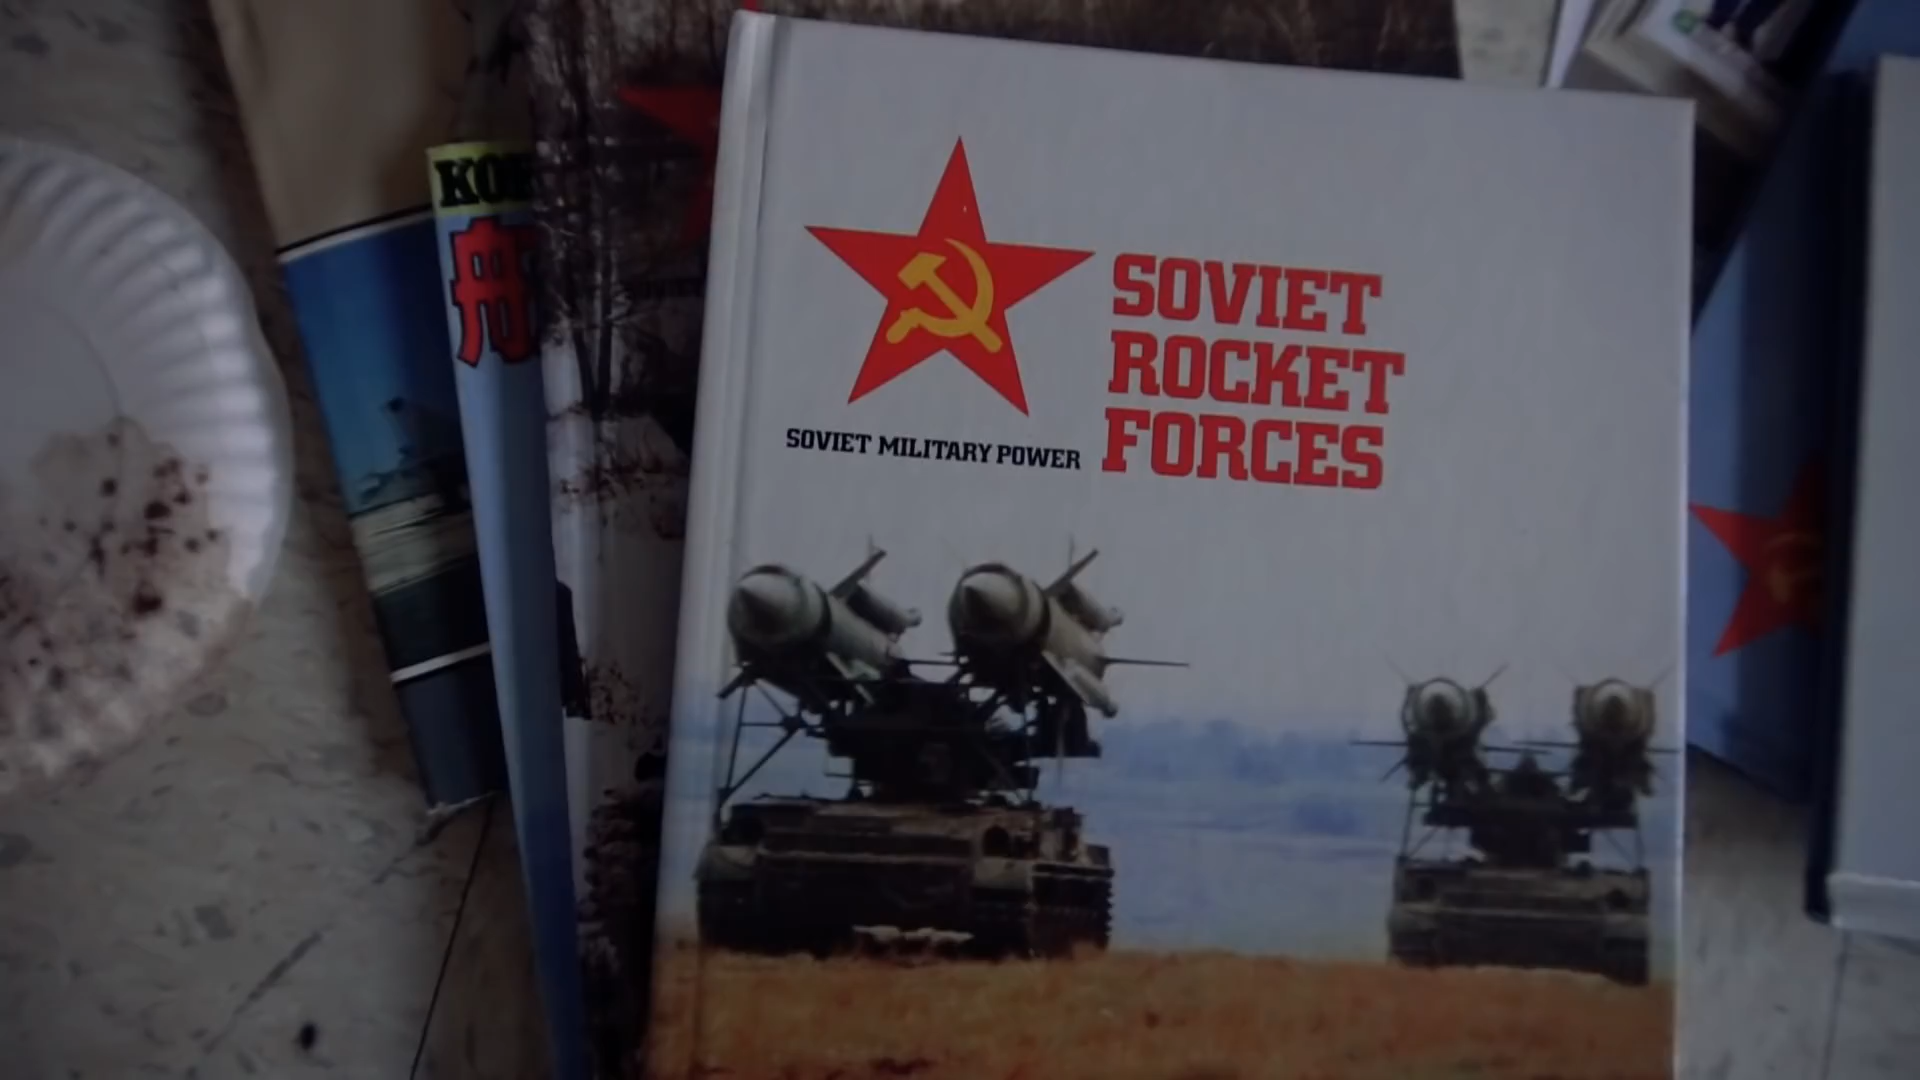 SOVIET
ROCKET
FORCES
SOVIET MILITARY POWER